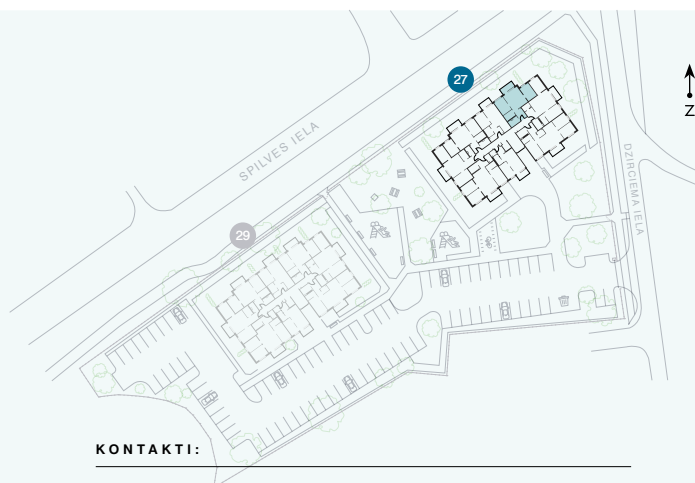 27
Z
SPILVES IELA
DZIRCIEMA IELA
29
KONTAKTI: